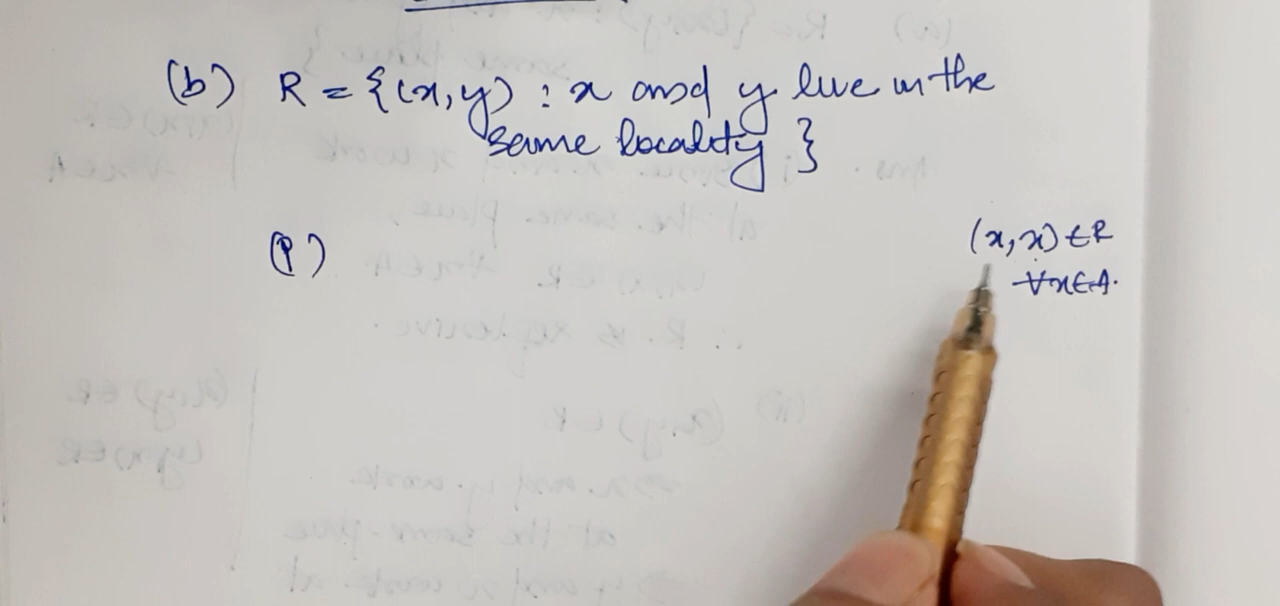 (b) R = {(x,y) : x and y live in the
same locality }
(i)
(x,x) ∈ R
∀x∈A.